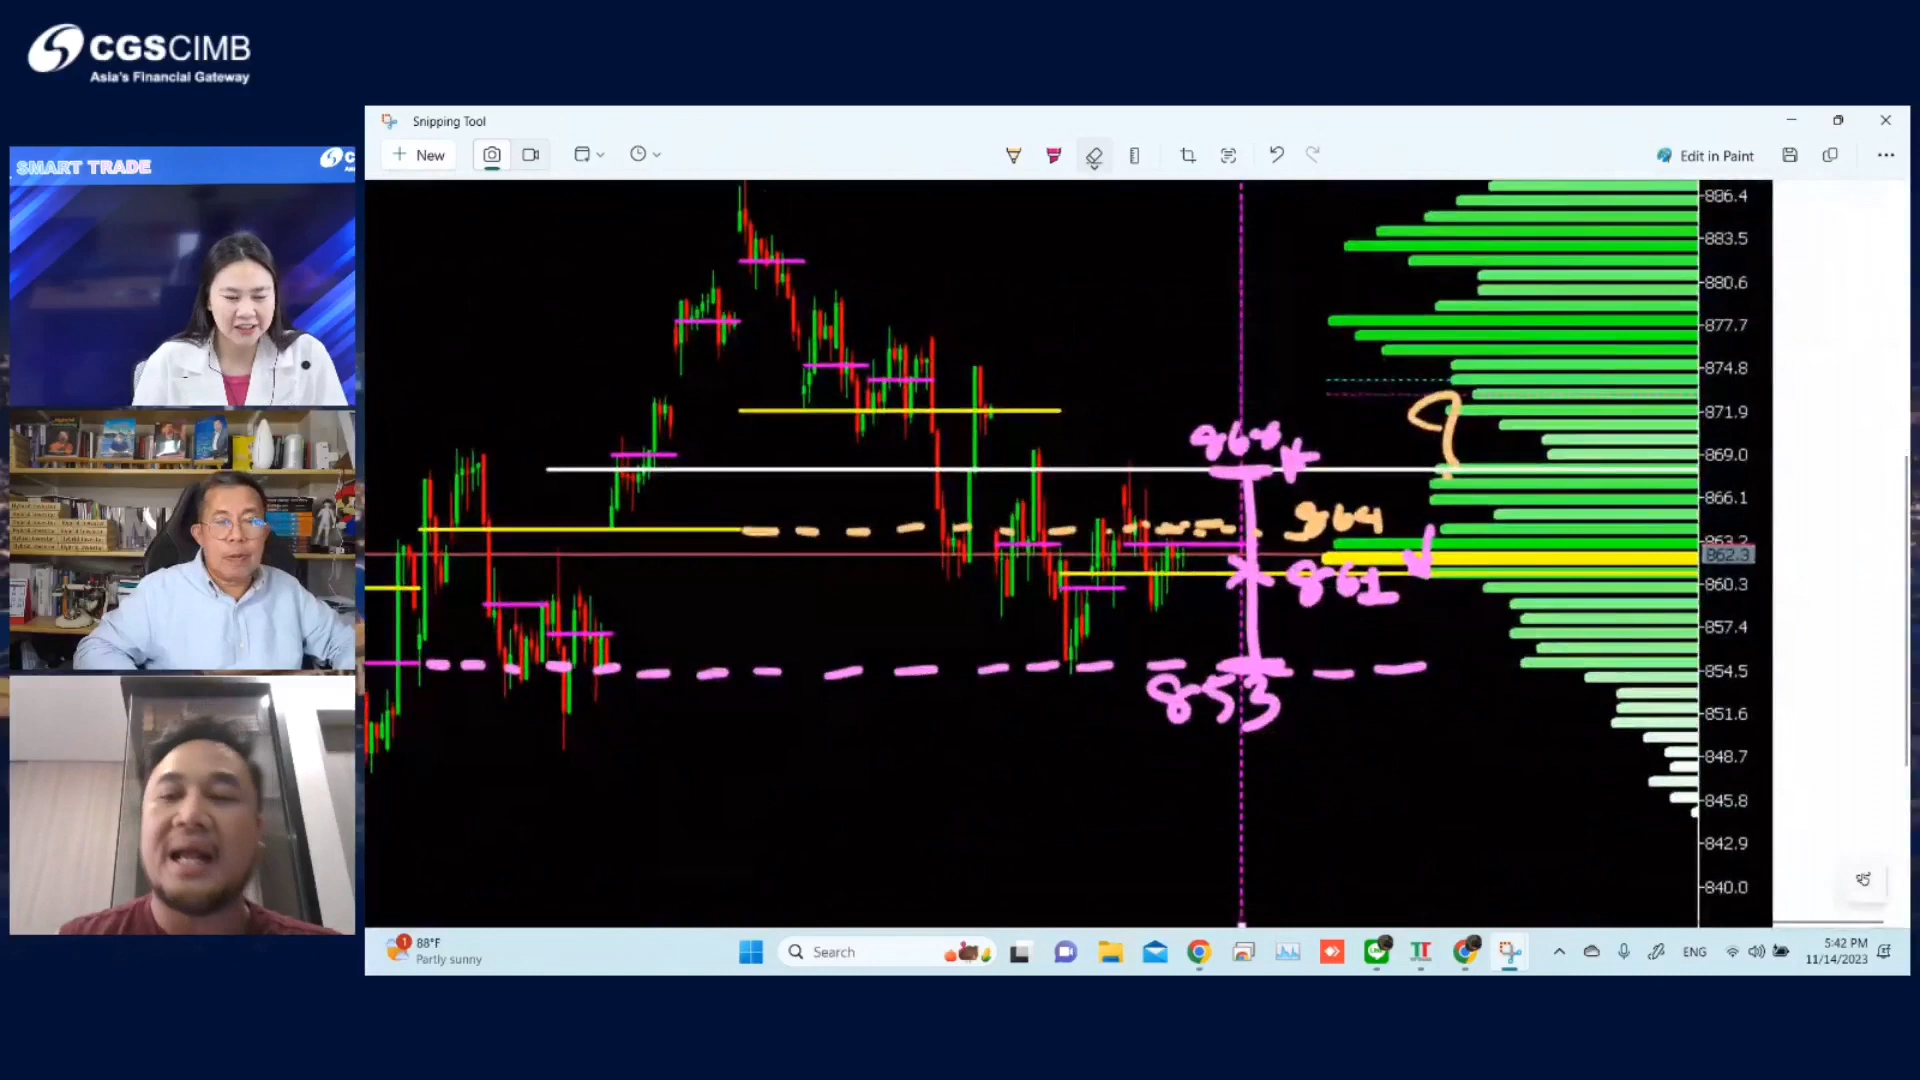 CGSCIMB
Asia's Financial Gateway
SMART TRADE
Snipping Tool
New
Edit in Paint
886.4
883.5
880.6
877.7
874.8
871.9
869.0
866.1
863.2
862.3
860.3
857.4
854.5
851.6
848.7
845.8
842.9
840.0
864
861
853
1
88°F
Partly sunny
Search
ENG
5:42 PM
11/14/2023